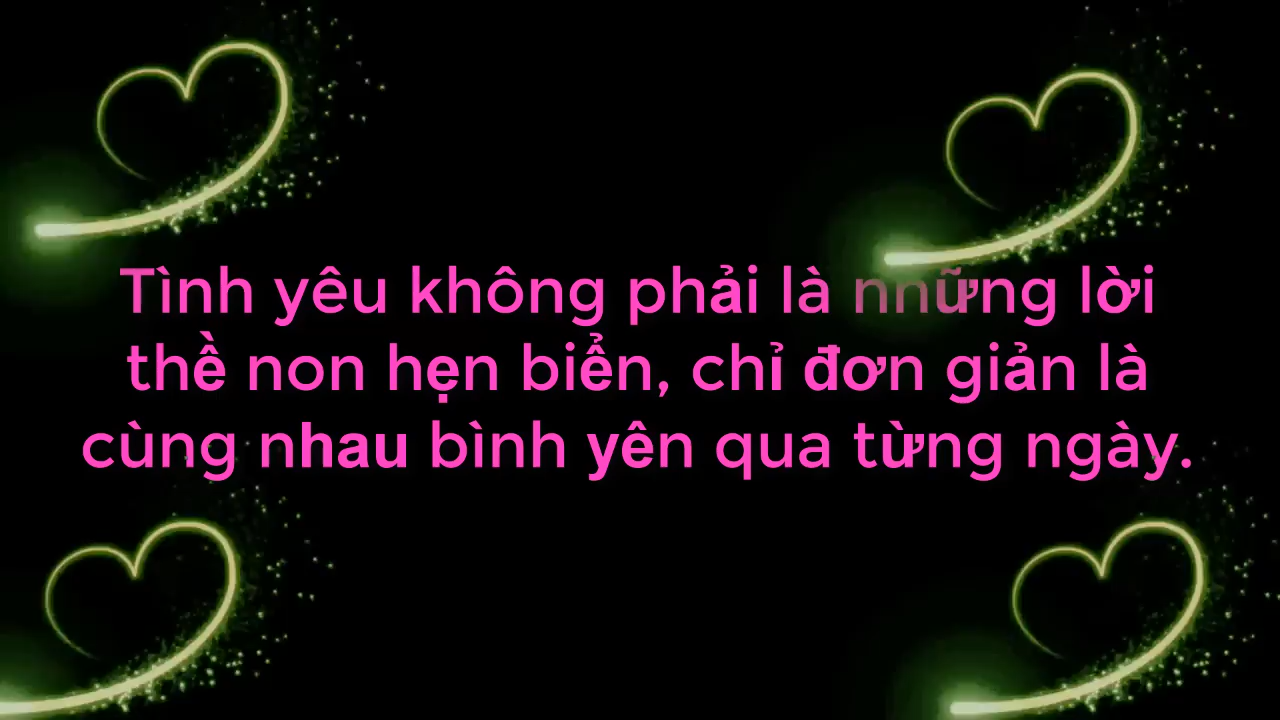 Tình yêu không phải là những lời
thề non hẹn biển, chỉ đơn giản là
cùng nhau bình yên qua từng ngày.